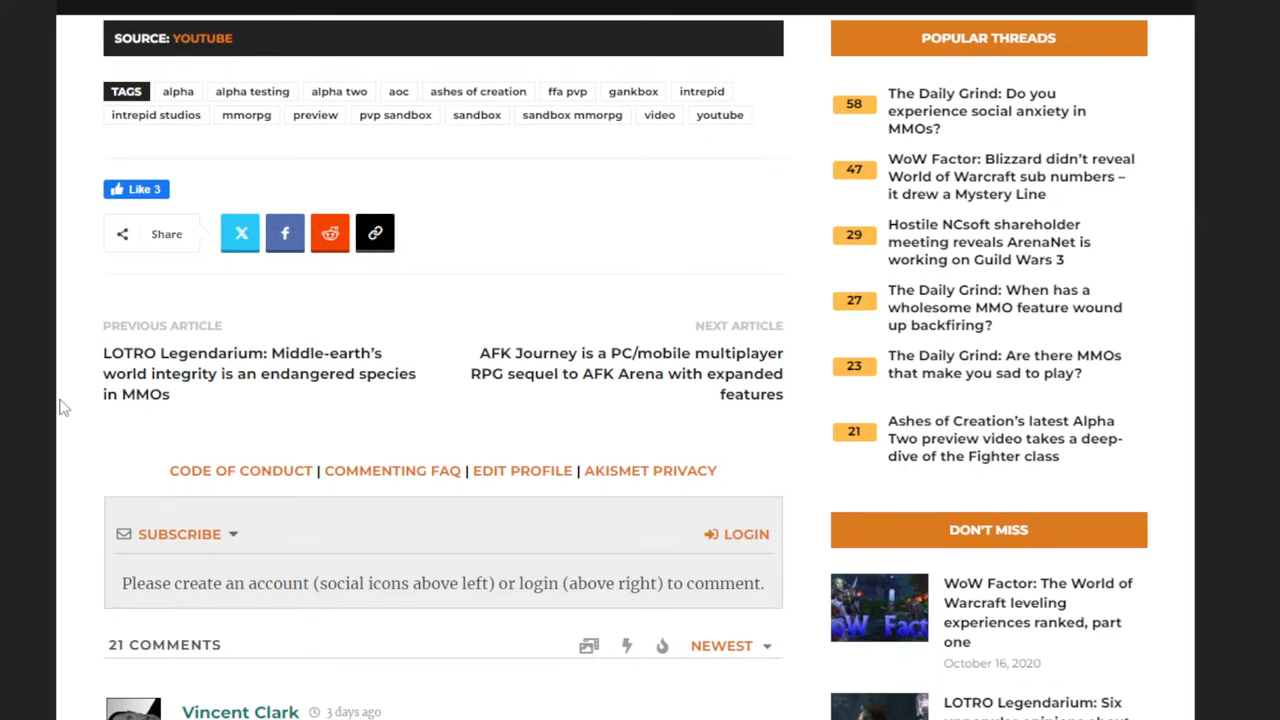 SOURCE: YOUTUBE
TAGS alpha alpha testing alpha two aoc ashes of creation ffa pvp gankbox intrepid
intrepid studios mmorpg preview pvp sandbox sandbox sandbox mmorpg video youtube
Like 3
Share
PREVIOUS ARTICLE
LOTRO Legendarium: Middle-earth’s
world integrity is an endangered species
in MMOs
NEXT ARTICLE
AFK Journey is a PC/mobile multiplayer
RPG sequel to AFK Arena with expanded
features
CODE OF CONDUCT | COMMENTING FAQ | EDIT PROFILE | AKISMET PRIVACY
SUBSCRIBE
LOGIN
Please create an account (social icons above left) or login (above right) to comment.
21 COMMENTS
NEWEST
Vincent Clark 3 days ago
POPULAR THREADS
58
The Daily Grind: Do you
experience social anxiety in
MMOs?
47
WoW Factor: Blizzard didn’t reveal
World of Warcraft sub numbers –
it drew a Mystery Line
29
Hostile NCsoft shareholder
meeting reveals ArenaNet is
working on Guild Wars 3
27
The Daily Grind: When has a
wholesome MMO feature wound
up backfiring?
23
The Daily Grind: Are there MMOs
that make you sad to play?
21
Ashes of Creation’s latest Alpha
Two preview video takes a deep-
dive of the Fighter class
DON'T MISS
WoW Factor: The World of
Warcraft leveling
experiences ranked, part
one
October 16, 2020
LOTRO Legendarium: Six
unpopular opinions about